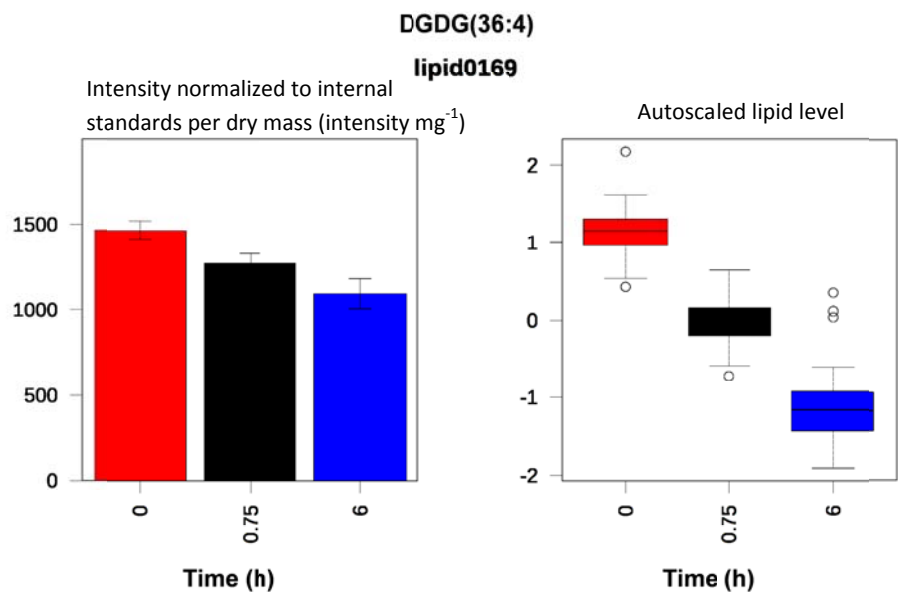 DGDG(36:4)
lipid0169
Intensity normalized to internal
standards per dry mass (intensity mg⁻¹)
1500
1000
500
0
0
0.75
6
Time (h)
Autoscaled lipid level
2
1
0
-1
-2
0
0.75
6
Time (h)